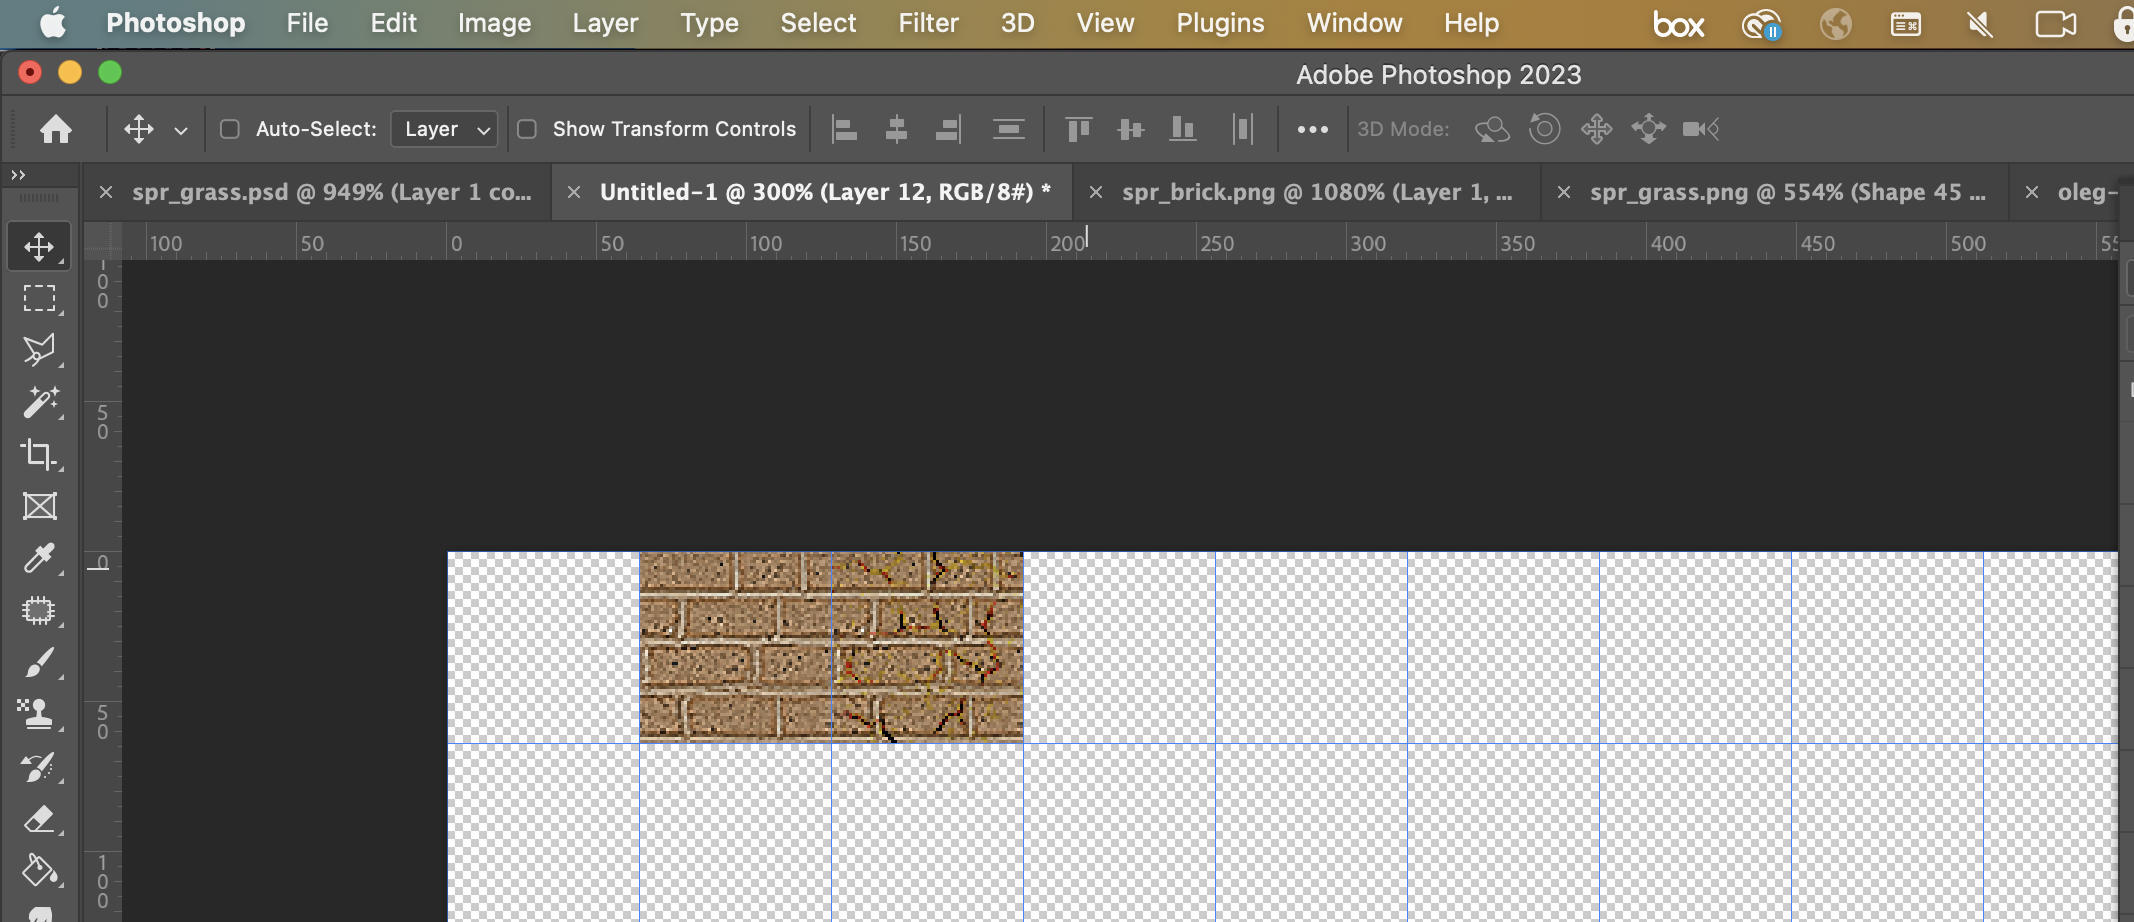 Photoshop File Edit Image Layer Type Select Filter 3D View Plugins Window Help box
Adobe Photoshop 2023
Auto-Select: Layer Show Transform Controls 3D Mode:
spr_grass.psd @ 949% (Layer 1 co... Untitled-1 @ 300% (Layer 12, RGB/8#) * spr_brick.png @ 1080% (Layer 1, ... spr_grass.png @ 554% (Shape 45 ... oleg-
100 50 0 50 100 150 200 250 300 350 400 450 500 55
100
50
0
50
100